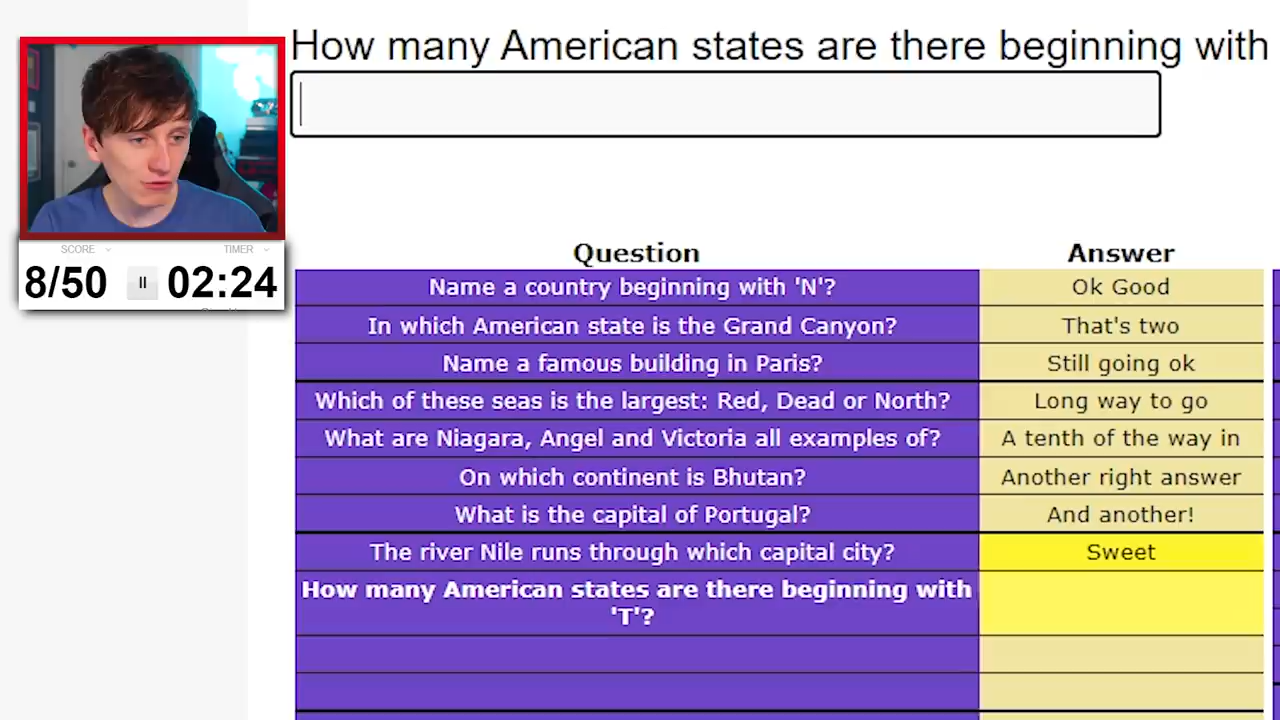 How many American states are there beginning with
SCORE
TIMER
8/50
02:24
Question
Answer
Name a country beginning with 'N'?
Ok Good
In which American state is the Grand Canyon?
That's two
Name a famous building in Paris?
Still going ok
Which of these seas is the largest: Red, Dead or North?
Long way to go
What are Niagara, Angel and Victoria all examples of?
A tenth of the way in
On which continent is Bhutan?
Another right answer
What is the capital of Portugal?
And another!
The river Nile runs through which capital city?
Sweet
How many American states are there beginning with
'T'?